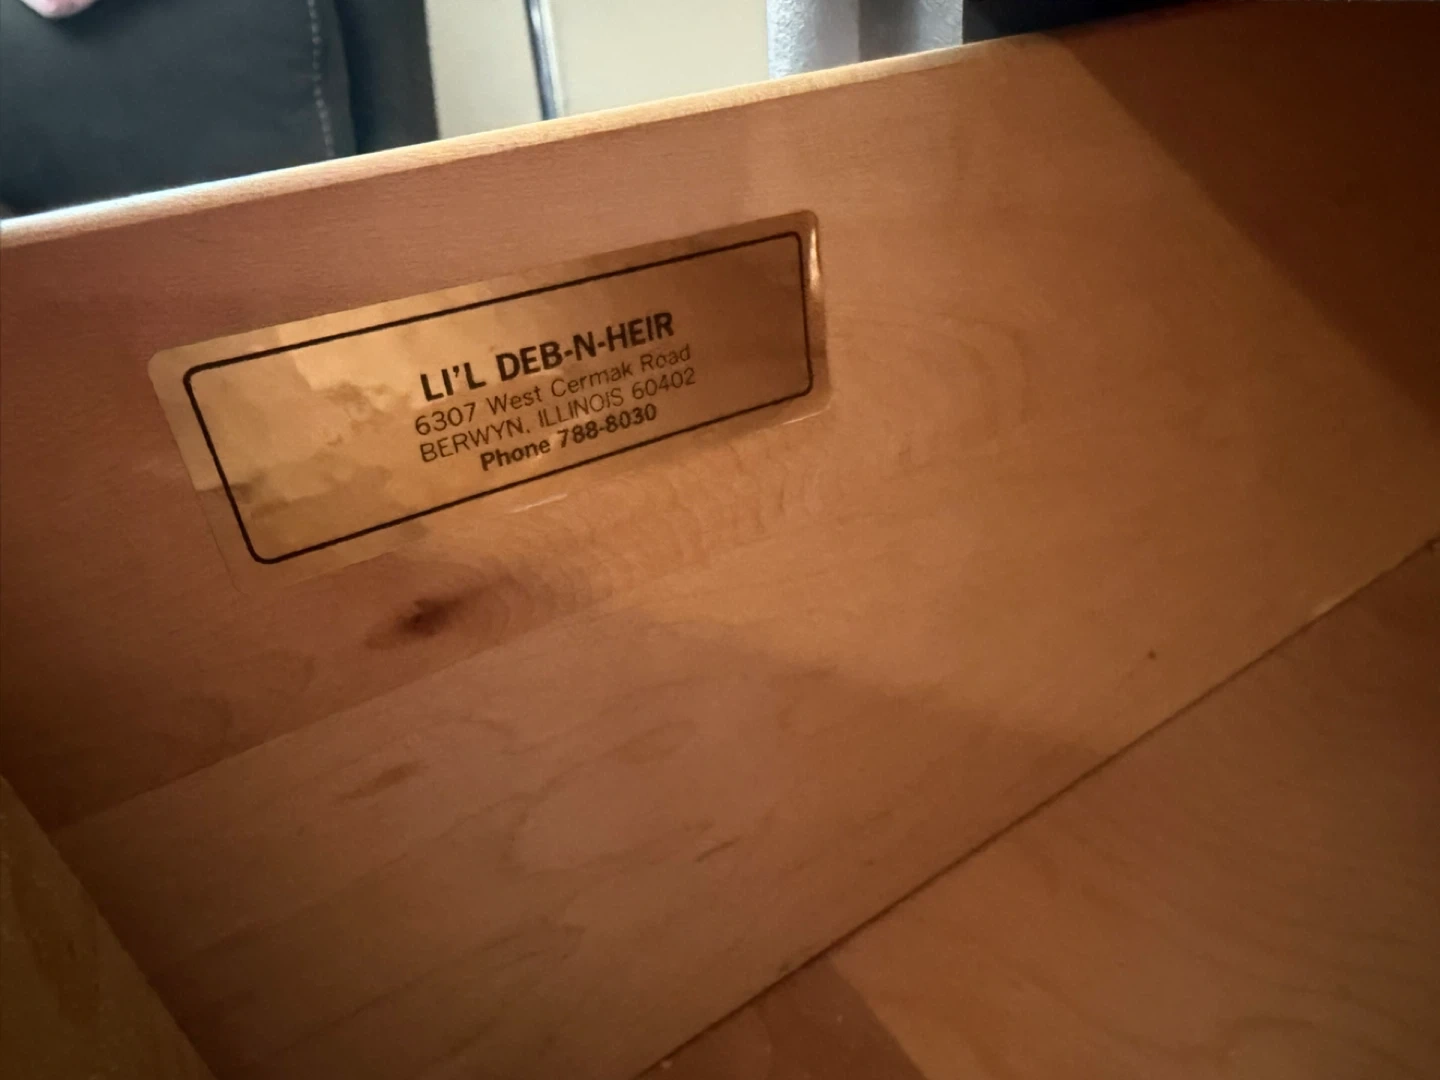 LI'L DEB-N-HEIR
6307 West Cermak Road
BERWYN, ILLINOIS 60402
Phone 788-8030